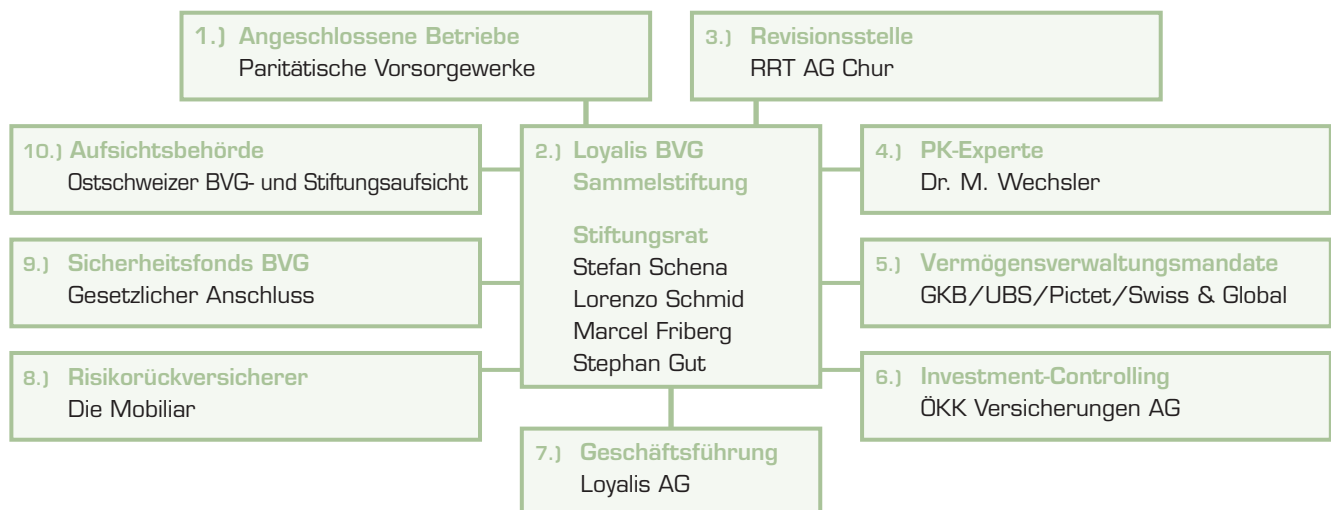 1.) Angeschlossene Betriebe
Paritätische Vorsorgewerke
3.) Revisionsstelle
RRT AG Chur
10.) Aufsichtsbehörde
Ostschweizer BVG- und Stiftungsaufsicht
2.) Loyalis BVG
Sammelstiftung
Stiftungsrat
Stefan Schena
Lorenzo Schmid
Marcel Friberg
Stephan Gut
4.) PK-Experte
Dr. M. Wechsler
9.) Sicherheitsfonds BVG
Gesetzlicher Anschluss
5.) Vermögensverwaltungsmandate
GKB/UBS/Pictet/Swiss & Global
8.) Risikorückversicherer
Die Mobiliar
6.) Investment-Controlling
ÖKK Versicherungen AG
7.) Geschäftsführung
Loyalis AG